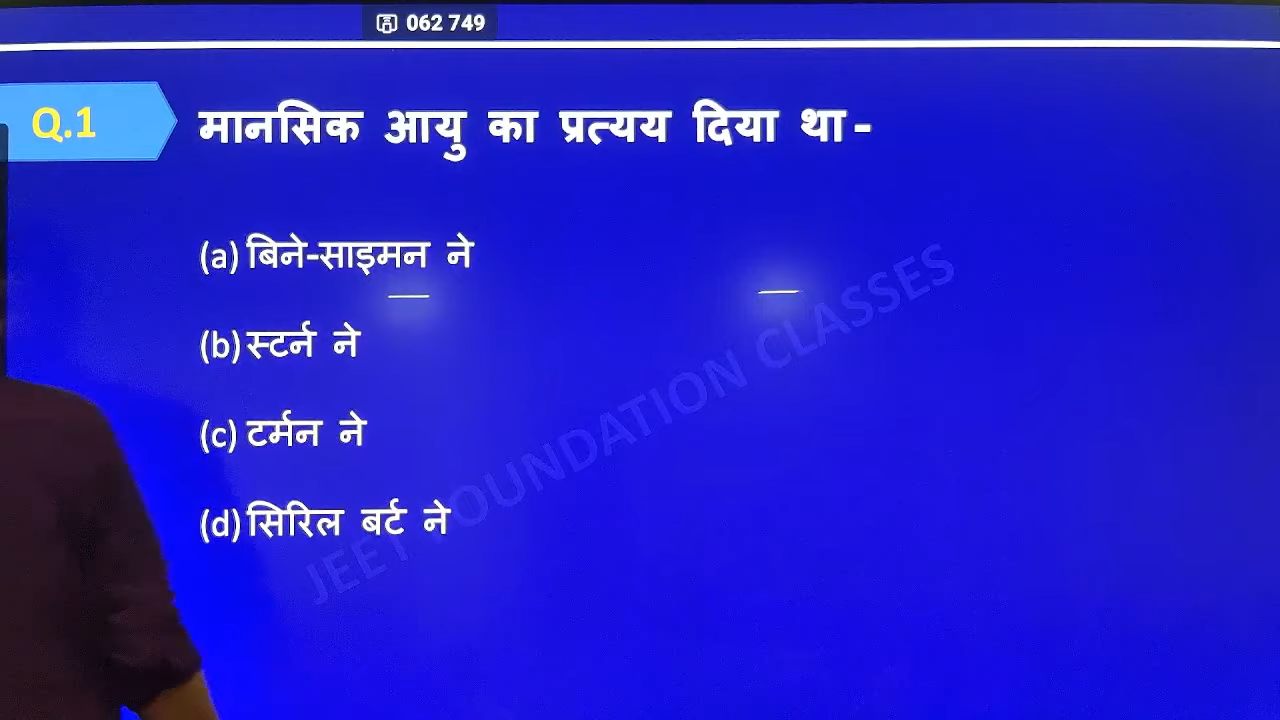 062 749
Q.1 मानसिक आयु का प्रत्यय दिया था-
(a) बिने-साइमन ने
(b) स्टर्न ने
(c) टर्मन ने
(d) सिरिल बर्ट ने
JEET FOUNDATION CLASSES